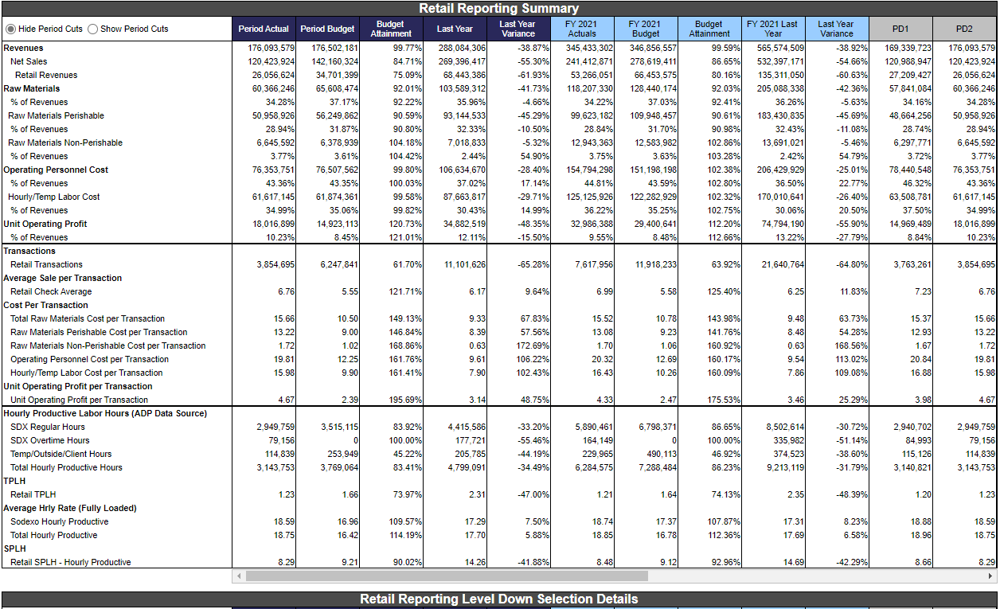 Retail Reporting Summary
Hide Period Cuts Show Period Cuts Period Actual Period Budget Budget Attainment Last Year Last Year Variance FY 2021 Actuals FY 2021 Budget Budget Attainment FY 2021 Last Year Last Year Variance PD1 PD2
Revenues 176,093,579 176,502,181 99.77% 288,084,306 -38.87% 345,433,302 346,856,557 99.59% 565,574,509 -38.92% 169,339,723 176,093,579
Net Sales 120,423,924 142,160,324 84.71% 269,396,417 -55.30% 241,412,871 278,619,411 86.65% 532,397,171 -54.66% 120,988,947 120,423,924
Retail Revenues 26,056,624 34,701,399 75.09% 68,443,386 -61.93% 53,266,051 66,453,575 80.16% 135,311,050 -60.63% 27,209,427 26,056,624
Raw Materials 60,366,246 65,608,474 92.01% 103,589,312 -41.73% 118,207,330 128,440,174 92.03% 205,088,338 -42.36% 57,841,084 60,366,246
% of Revenues 34.28% 37.17% 92.22% 35.96% -4.66% 34.22% 37.03% 92.41% 36.26% -5.63% 34.16% 34.28%
Raw Materials Perishable 50,958,926 56,249,862 90.59% 93,144,533 -45.29% 99,623,182 109,948,457 90.61% 183,430,835 -45.69% 48,664,256 50,958,926
% of Revenues 28.94% 31.87% 90.80% 32.33% -10.50% 28.84% 31.70% 90.98% 32.43% -11.08% 28.74% 28.94%
Raw Materials Non-Perishable 6,645,592 6,378,939 104.18% 7,018,833 -5.32% 12,943,363 12,583,982 102.86% 13,691,021 -5.46% 6,297,771 6,645,592
% of Revenues 3.77% 3.61% 104.42% 2.44% 54.90% 3.75% 3.63% 103.28% 2.42% 54.79% 3.72% 3.77%
Operating Personnel Cost 76,353,751 76,507,562 99.80% 106,634,670 -28.40% 154,794,298 151,198,198 102.38% 206,429,929 -25.01% 78,440,548 76,353,751
% of Revenues 43.36% 43.35% 100.03% 37.02% 17.14% 44.81% 43.59% 102.80% 36.50% 22.77% 46.32% 43.36%
Hourly/Temp Labor Cost 61,617,145 61,874,361 99.58% 87,663,817 -29.71% 125,125,926 122,282,929 102.32% 170,010,641 -26.40% 63,508,781 61,617,145
% of Revenues 34.99% 35.06% 99.82% 30.43% 14.99% 36.22% 35.25% 102.75% 30.06% 20.50% 37.50% 34.99%
Unit Operating Profit 18,016,899 14,923,113 120.73% 34,882,519 -48.35% 32,986,388 29,400,641 112.20% 74,794,190 -55.90% 14,969,489 18,016,899
% of Revenues 10.23% 8.45% 121.01% 12.11% -15.50% 9.55% 8.48% 112.66% 13.22% -27.79% 8.84% 10.23%
Transactions
Retail Transactions 3,854,695 6,247,841 61.70% 11,101,626 -65.28% 7,617,956 11,918,233 63.92% 21,640,764 -64.80% 3,763,261 3,854,695
Average Sale per Transaction
Retail Check Average 6.76 5.55 121.71% 6.17 9.64% 6.99 5.58 125.40% 6.25 11.83% 7.23 6.76
Cost Per Transaction
Total Raw Materials Cost per Transaction 15.66 10.50 149.13% 9.33 67.83% 15.52 10.78 143.98% 9.48 63.73% 15.37 15.66
Raw Materials Perishable Cost per Transaction 13.22 9.00 146.84% 8.39 57.56% 13.08 9.23 141.76% 8.48 54.28% 12.93 13.22
Raw Materials Non-Perishable Cost per Transaction 1.72 1.02 168.86% 0.63 172.69% 1.70 1.06 160.92% 0.63 168.56% 1.67 1.72
Operating Personnel Cost per Transaction 19.81 12.25 161.76% 9.61 106.22% 20.32 12.69 160.17% 9.54 113.02% 20.84 19.81
Hourly/Temp Labor Cost per Transaction 15.98 9.90 161.41% 7.90 102.43% 16.43 10.26 160.09% 7.86 109.08% 16.88 15.98
Unit Operating Profit per Transaction
Unit Operating Profit per Transaction 4.67 2.39 195.69% 3.14 48.75% 4.33 2.47 175.53% 3.46 25.29% 3.98 4.67
Hourly Productive Labor Hours (ADP Data Source)
SDX Regular Hours 2,949,759 3,515,115 83.92% 4,415,586 -33.20% 5,890,461 6,798,371 86.65% 8,502,614 -30.72% 2,940,702 2,949,759
SDX Overtime Hours 79,156 0 100.00% 177,721 -55.46% 164,149 0 100.00% 335,982 -51.14% 84,993 79,156
Temp/Outside/Client Hours 114,839 253,949 45.22% 205,785 -44.19% 229,965 490,113 46.92% 374,523 -38.60% 115,126 114,839
Total Hourly Productive Hours 3,143,753 3,769,064 83.41% 4,799,091 -34.49% 6,284,575 7,288,484 86.23% 9,213,119 -31.79% 3,140,821 3,143,753
TPLH
Retail TPLH 1.23 1.66 73.97% 2.31 -47.00% 1.21 1.64 74.13% 2.35 -48.39% 1.20 1.23
Average Hrly Rate (Fully Loaded)
Sodexo Hourly Productive 18.59 16.96 109.57% 17.29 7.50% 18.74 17.37 107.87% 17.31 8.23% 18.88 18.59
Total Hourly Productive 18.75 16.42 114.19% 17.70 5.88% 18.85 16.78 112.36% 17.69 6.58% 18.96 18.75
SPLH
Retail SPLH - Hourly Productive 8.29 9.21 90.02% 14.26 -41.88% 8.48 9.12 92.96% 14.69 -42.29% 8.66 8.29
Retail Reporting Level Down Selection Details